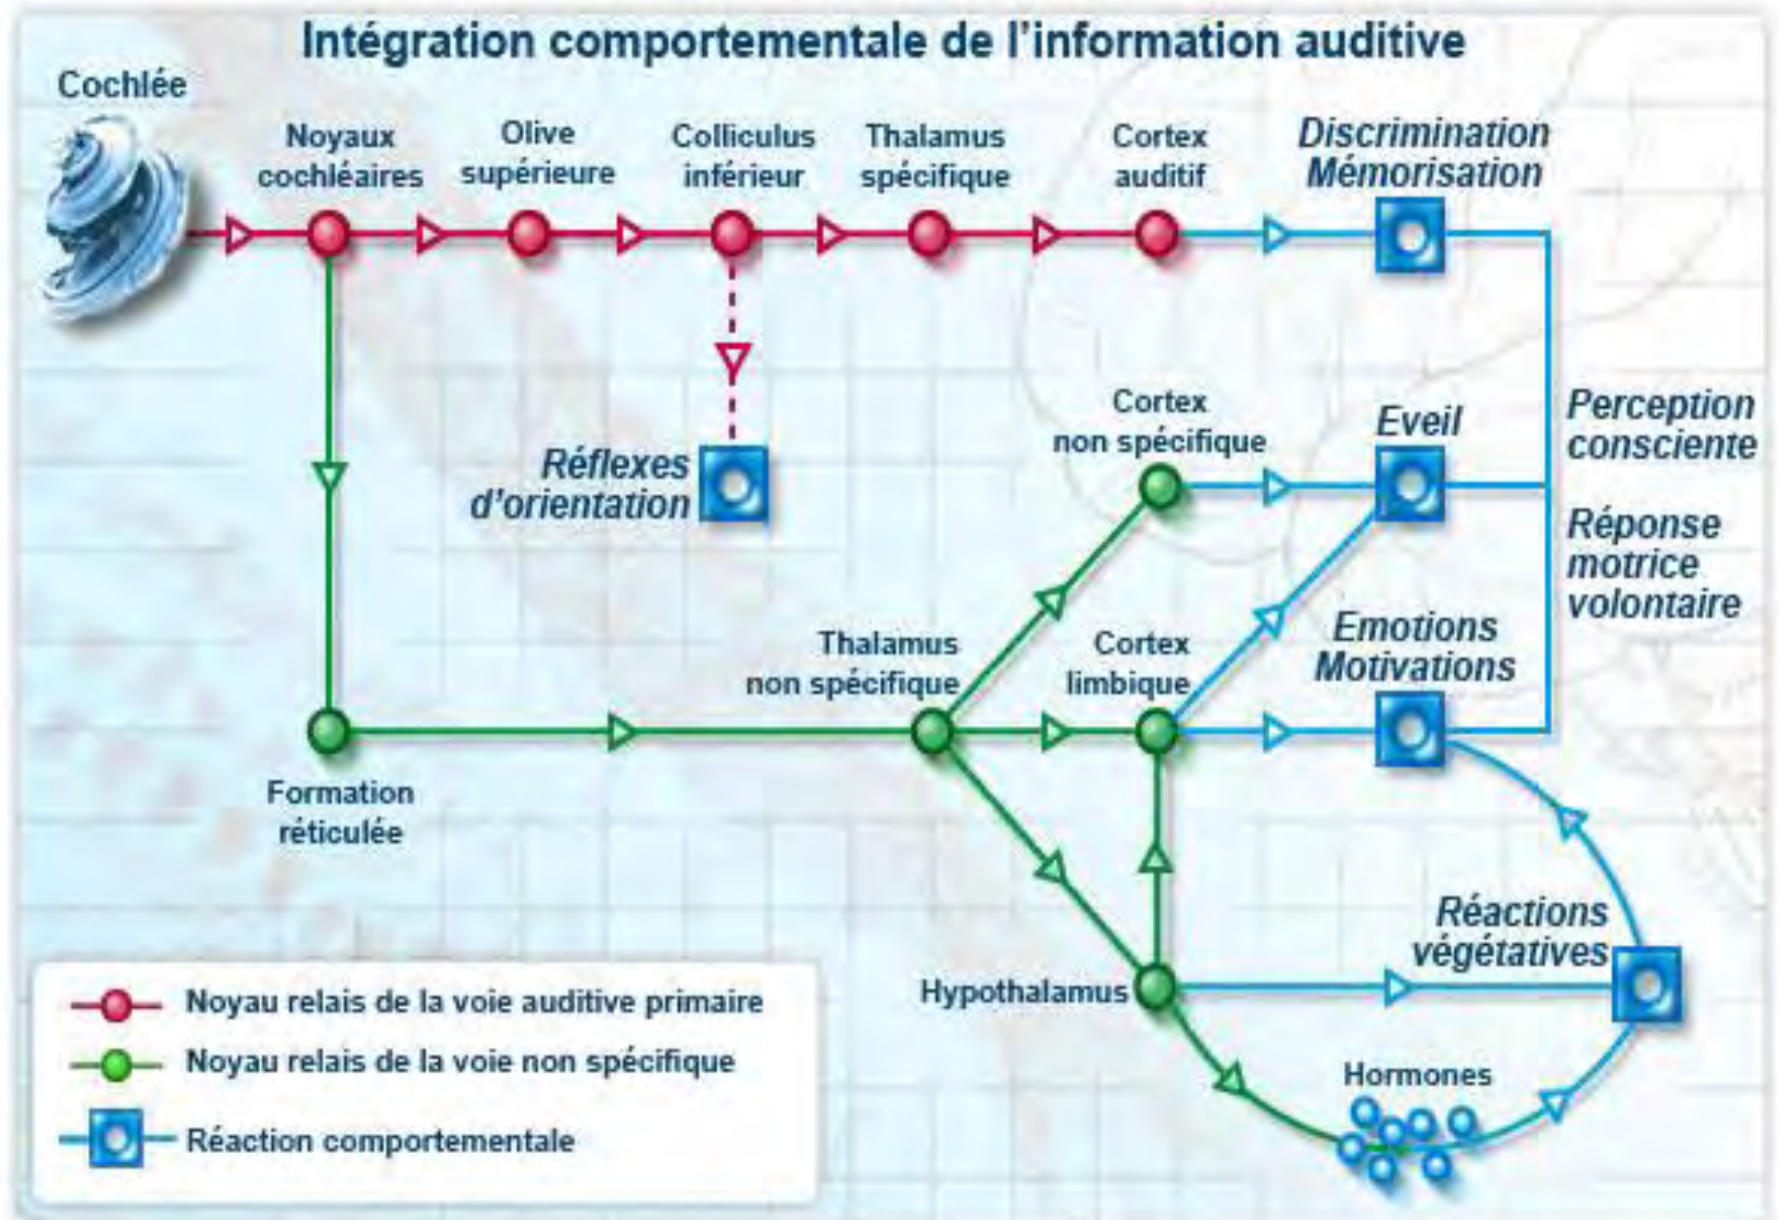 Intégration comportementale de l'information auditive
Cochlée
Noyaux
cochléaires
Olive
supérieure
Colliculus
inférieur
Thalamus
spécifique
Cortex
auditif
Discrimination
Mémorisation
Réflexes
d'orientation
Cortex
non spécifique
Eveil
Perception
consciente
Réponse
motrice
volontaire
Thalamus
non spécifique
Cortex
limbique
Emotions
Motivations
Formation
réticulée
Hypothalamus
Réactions
végétatives
Hormones
Noyau relais de la voie auditive primaire
Noyau relais de la voie non spécifique
Réaction comportementale